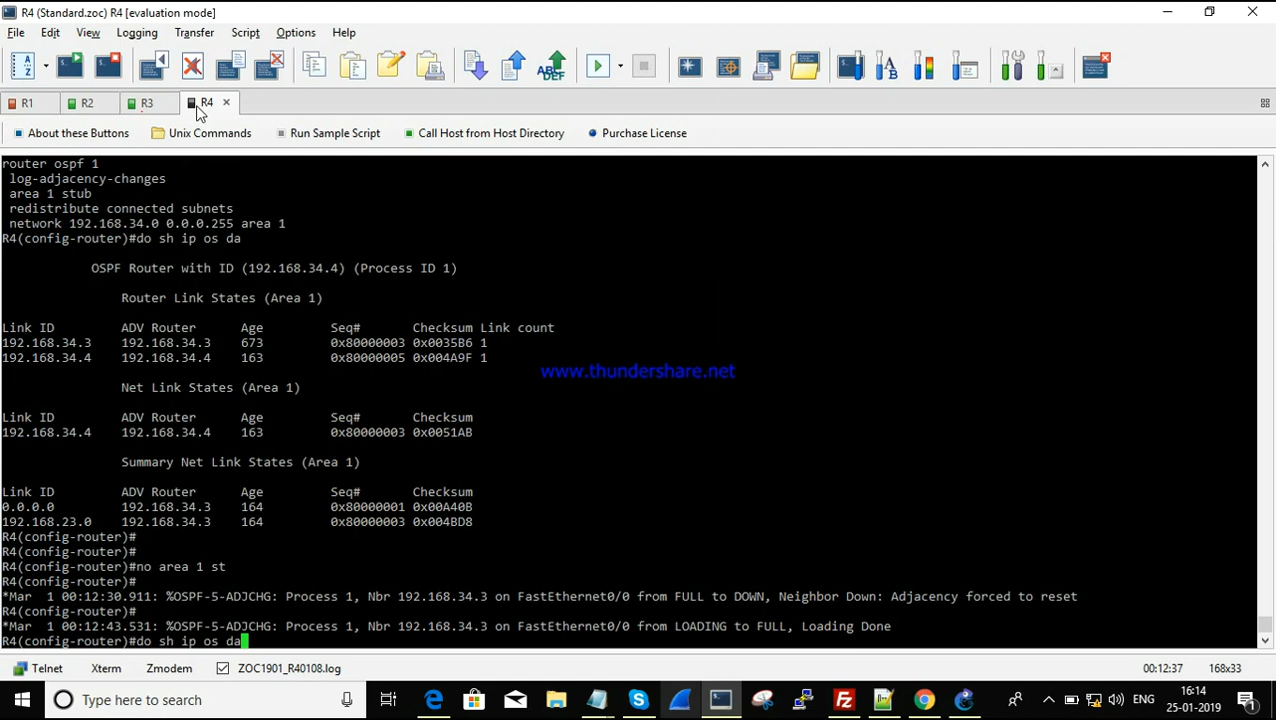 R4 (Standard.zoc) R4 [evaluation mode]
File Edit View Logging Transfer Script Options Help
R1 R2 R3 R4
About these Buttons Unix Commands Run Sample Script Call Host from Host Directory Purchase License
router ospf 1
log-adjacency-changes
area 1 stub
redistribute connected subnets
network 192.168.34.0 0.0.0.255 area 1
R4(config-router)#do sh ip os da
OSPF Router with ID (192.168.34.4) (Process ID 1)
Router Link States (Area 1)
Link ID ADV Router Age Seq# Checksum Link count
192.168.34.3 192.168.34.3 673 0x80000003 0x0035B6 1
192.168.34.4 192.168.34.4 163 0x80000005 0x004A9F 1
www.thundershare.net
Net Link States (Area 1)
Link ID ADV Router Age Seq# Checksum
192.168.34.4 192.168.34.4 163 0x80000003 0x0051AB
Summary Net Link States (Area 1)
Link ID ADV Router Age Seq# Checksum
0.0.0.0 192.168.34.3 164 0x80000001 0x00A40B
192.168.23.0 192.168.34.3 164 0x80000003 0x004BD8
R4(config-router)#
R4(config-router)#
R4(config-router)#no area 1 st
R4(config-router)#
*Mar 1 00:12:30.911: %OSPF-5-ADJCHG: Process 1, Nbr 192.168.34.3 on FastEthernet0/0 from FULL to DOWN, Neighbor Down: Adjacency forced to reset
R4(config-router)#
*Mar 1 00:12:43.531: %OSPF-5-ADJCHG: Process 1, Nbr 192.168.34.3 on FastEthernet0/0 from LOADING to FULL, Loading Done
R4(config-router)#do sh ip os da
Telnet Xterm Zmodem ZOC1901_R40108.log 00:12:37 168x33
Type here to search ENG 16:14
25-01-2019